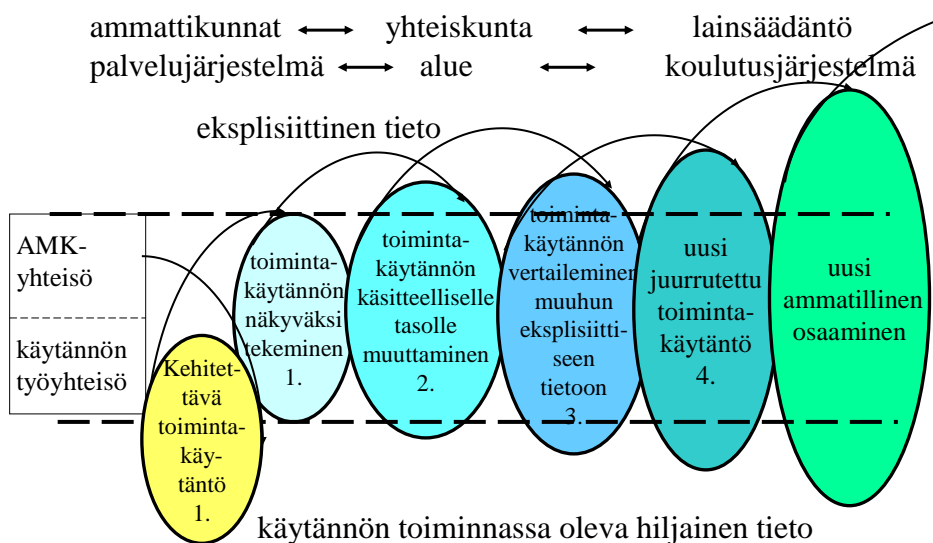 ammattikunnat yhteiskunta lainsäädäntö
palvelujärjestelmä alue koulutusjärjestelmä
eksplisiittinen tieto
AMK-
yhteisö
käytännön
työyhteisö
Kehitet-
tävä
toiminta-
käy-
täntö
1.
toiminta-
käytännön
näkyväksi
tekeminen
1.
toiminta-
käytännön
käsitteelliselle
tasolle
muuttaminen
2.
toiminta-
käytännön
vertaileminen
muuhun
eksplisiitti-
seen
tietoon
3.
uusi
juurrutettu
toiminta-
käytäntö
4.
uusi
ammatillinen
osaaminen
käytännön toiminnassa oleva hiljainen tieto